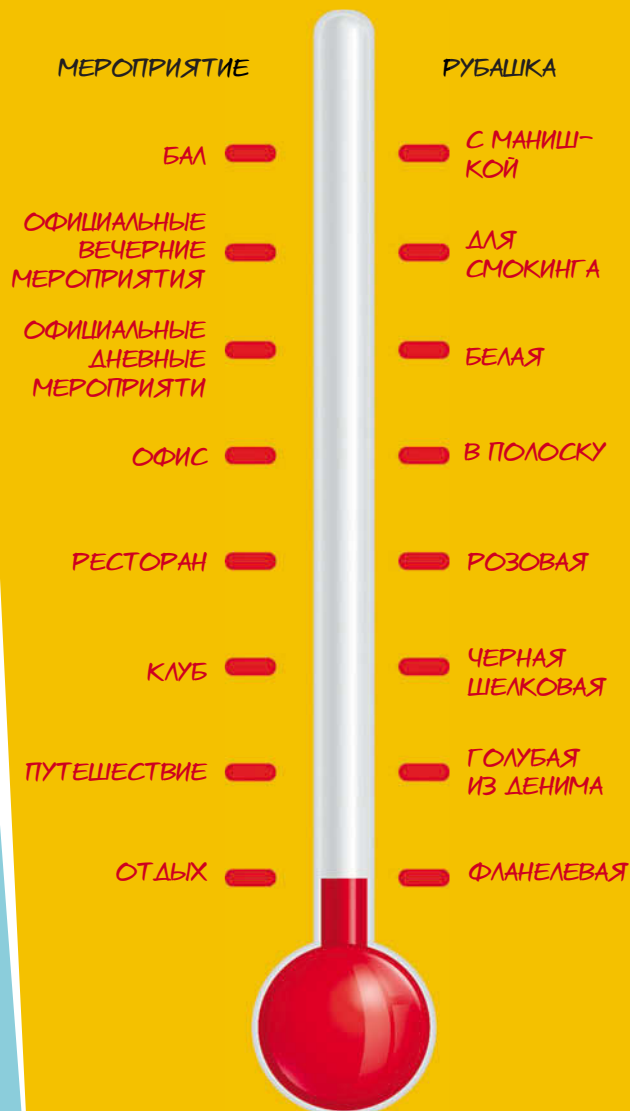 МЕРОПРИЯТИЕ
РУБАШКА
БАЛ
С МАНИШ-
КОЙ
ОФИЦИАЛЬНЫЕ
ВЕЧЕРНИЕ
МЕРОПРИЯТИЯ
ДЛЯ
СМОКИНГА
ОФИЦИАЛЬНЫЕ
ДНЕВНЫЕ
МЕРОПРИЯТИ
БЕЛАЯ
ОФИС
В ПОЛОСКУ
РЕСТОРАН
РОЗОВАЯ
КЛУБ
ЧЕРНАЯ
ШЕЛКОВАЯ
ПУТЕШЕСТВИЕ
ГОЛУБАЯ
ИЗ ДЕНИМА
ОТДЫХ
ФЛАНЕЛЕВАЯ